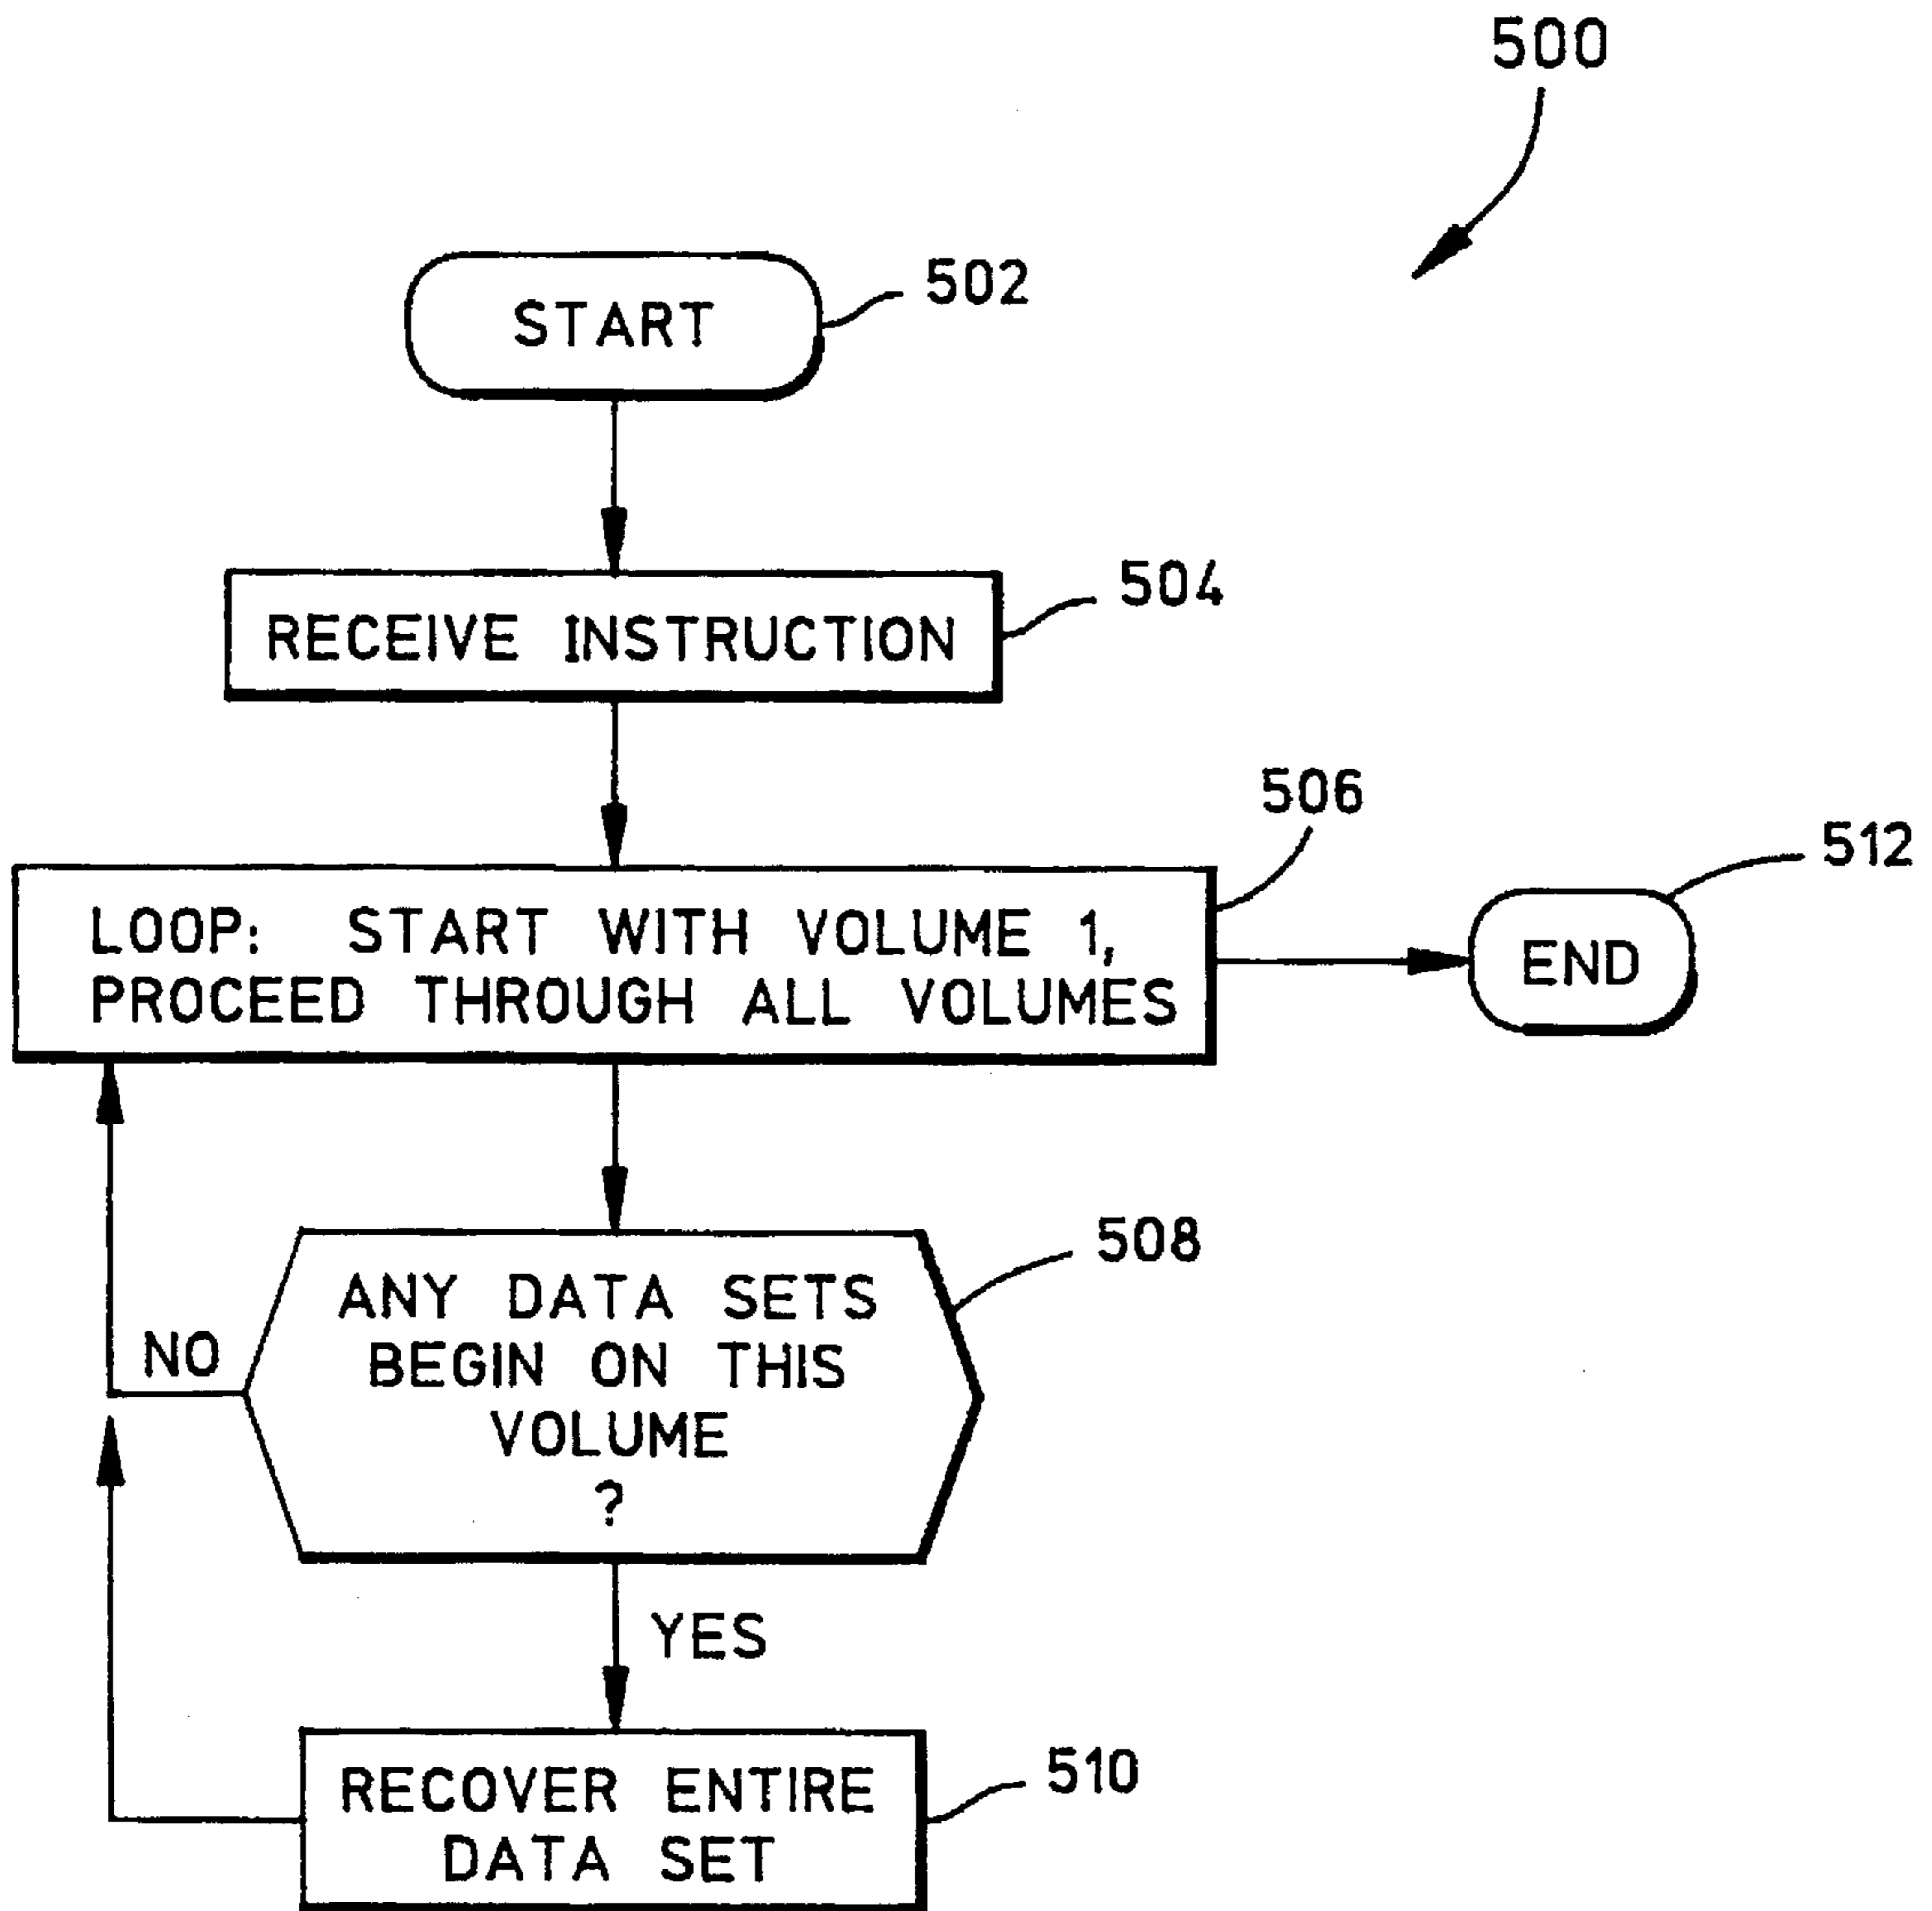 500
START
502
RECEIVE INSTRUCTION
504
506
512
LOOP: START WITH VOLUME 1,
PROCEED THROUGH ALL VOLUMES
END
508
ANY DATA SETS
BEGIN ON THIS
VOLUME
?
NO
YES
510
RECOVER ENTIRE
DATA SET